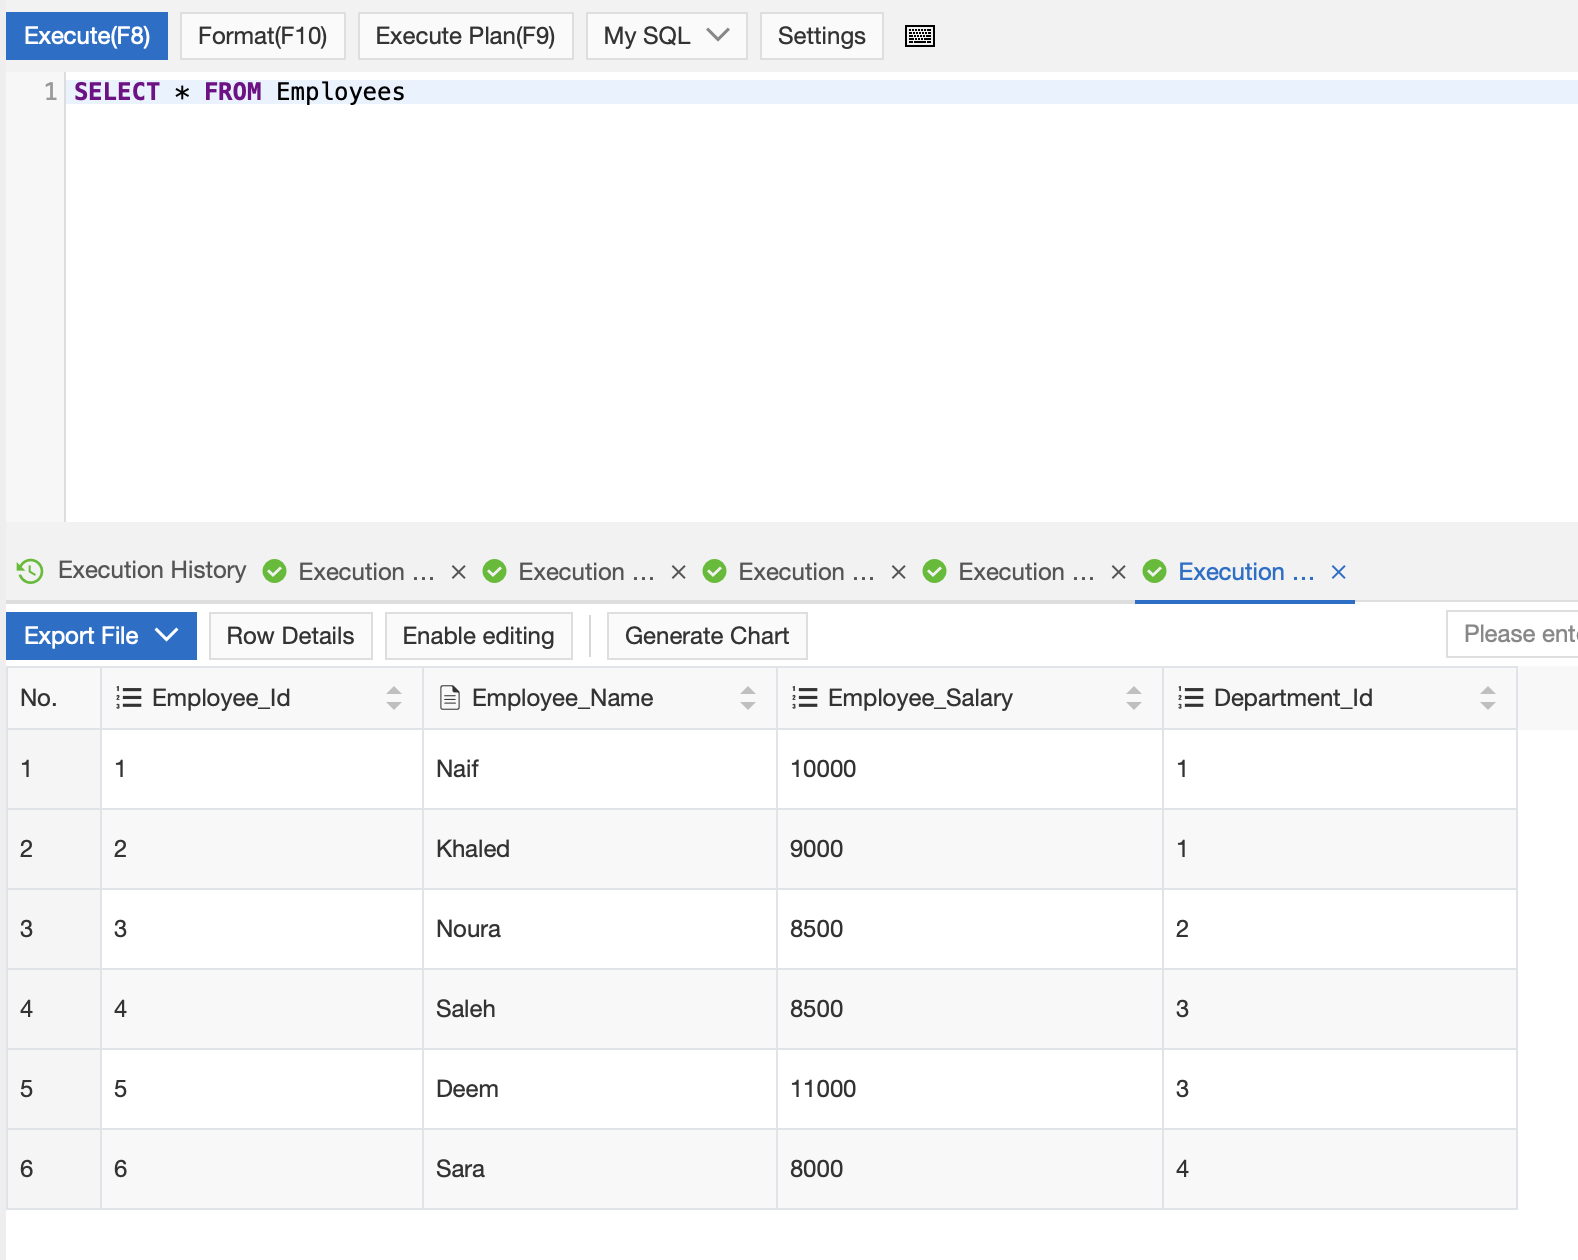 Execute(F8) Format(F10) Execute Plan(F9) My SQL Settings
1 SELECT * FROM Employees
Execution History Execution ... Execution ... Execution ... Execution ... Execution ...
Export File Row Details Enable editing Generate Chart Please ent
No. Employee_Id Employee_Name Employee_Salary Department_Id
1 1 Naif 10000 1
2 2 Khaled 9000 1
3 3 Noura 8500 2
4 4 Saleh 8500 3
5 5 Deem 11000 3
6 6 Sara 8000 4